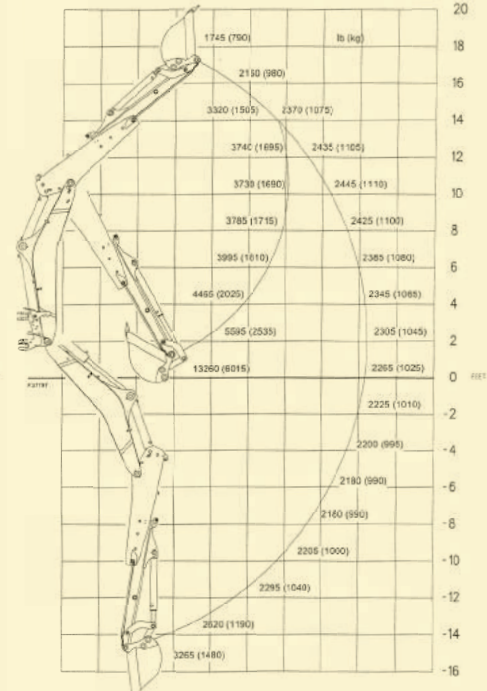 20
1745 (790) lb (kg) 18
2150 (980) 16
3320 (1505) 2370 (1075) 14
3740 (1695) 2435 (1105) 12
3730 (1690) 2445 (1110) 10
3785 (1715) 2425 (1100) 8
3995 (1810) 2385 (1080) 6
4465 (2025) 2345 (1065) 4
5595 (2535) 2305 (1045) 2
13260 (6015) 2265 (1025) 0 FEET
2225 (1010) -2
2200 (995) -4
2180 (990) -6
2180 (990) -8
2205 (1000) -10
2295 (1040) -12
2620 (1190) -14
3265 (1480) -16